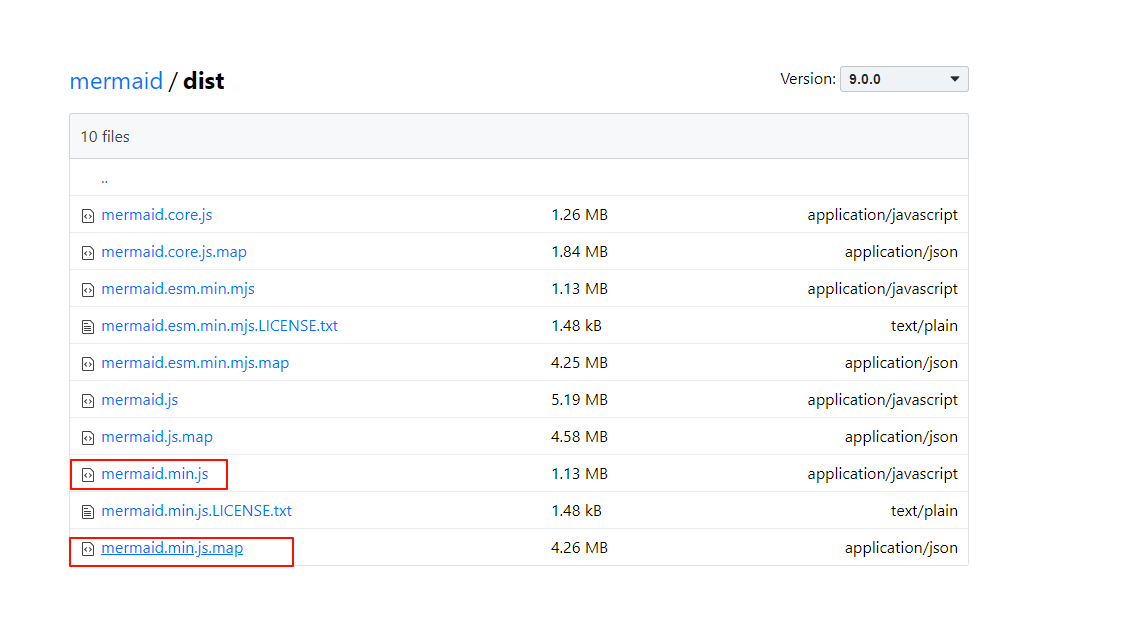 mermaid / dist
Version: 9.0.0
10 files
..
mermaid.core.js 1.26 MB application/javascript
mermaid.core.js.map 1.84 MB application/json
mermaid.esm.min.mjs 1.13 MB application/javascript
mermaid.esm.min.mjs.LICENSE.txt 1.48 kB text/plain
mermaid.esm.min.mjs.map 4.25 MB application/json
mermaid.js 5.19 MB application/javascript
mermaid.js.map 4.58 MB application/json
mermaid.min.js 1.13 MB application/javascript
mermaid.min.js.LICENSE.txt 1.48 kB text/plain
mermaid.min.js.map 4.26 MB application/json